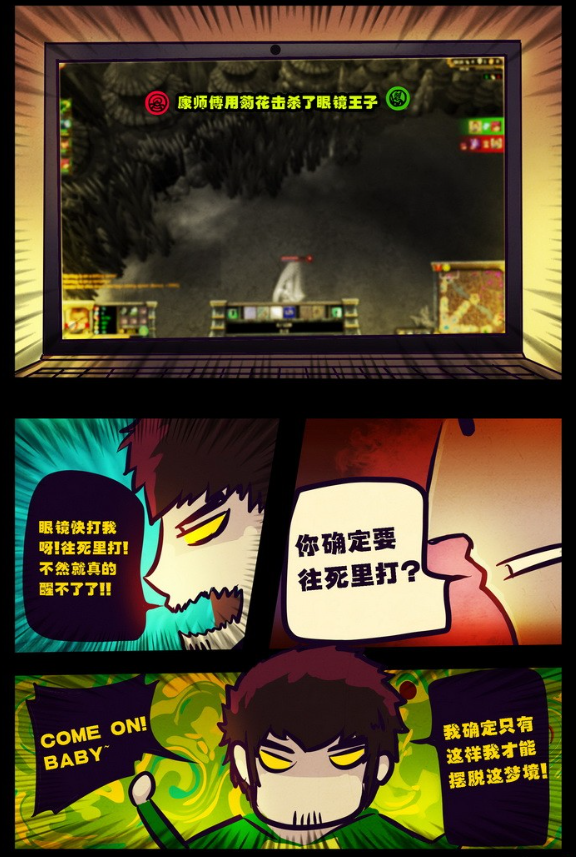 康师傅用菊花击杀了眼镜王子
眼镜快打我
呀!往死里打!
不然就真的
醒不了了!!
你确定要
往死里打?
COME ON!
BABY~
我确定只有
这样我才能
摆脱这梦境!